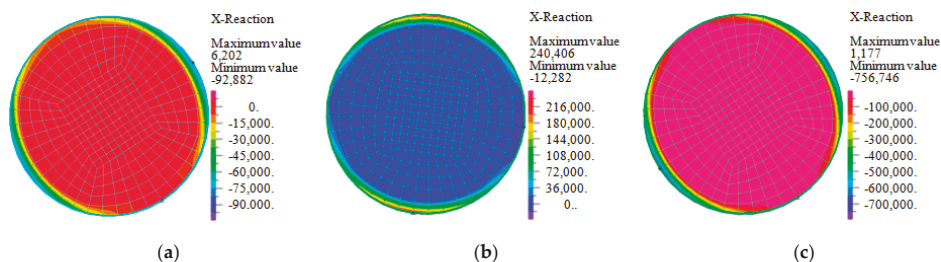 X-Reaction
Maximum value
6,202
Minimum value
-92,882
0.
-15,000.
-30,000.
-45,000.
-60,000.
-75,000.
-90.000.
(a)
X-Reaction
Maximum value
240,406
Minimum value
-12,282
216,000.
180,000.
144,000.
108,000.
72,000.
36,000.
0..
(b)
X-Reaction
Maximum value
1,177
Minimum value
-756,746
-100,000.
-200,000.
-300,000.
-400,000.
-500,000.
-600,000.
-700,000.
(c)